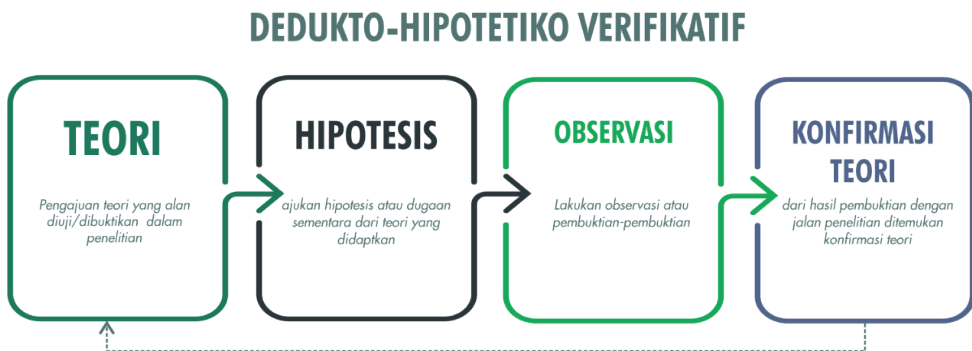 DEDUKTO-HIPOTETIKO VERIFIKATIF
TEORI
Pengajuan teori yang alan
diuji/dibuktikan dalam
penelitian
HIPOTESIS
ajukan hipotesis atau dugaan
sementara dari teori yang
didaptkan
OBSERVASI
Lakukan observasi atau
pembuktian-pembuktian
KONFIRMASI
TEORI
dari hasil pembuktian dengan
jalan penelitian ditemukan
konfirmasi teori